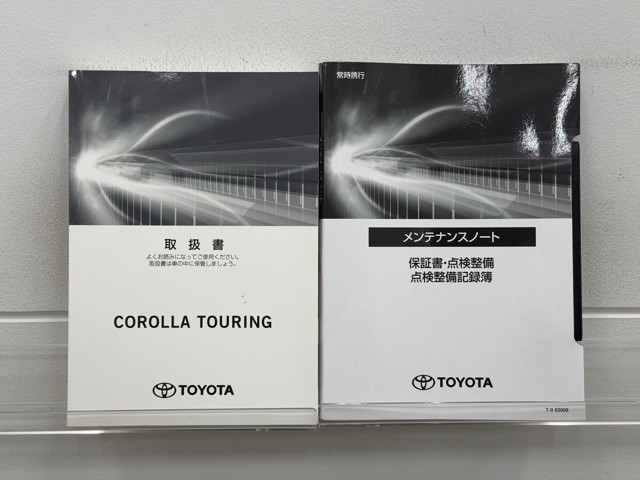 取扱書
よくお読みになってご使用ください。
取扱書は車の中に保管しましょう。
COROLLA TOURING
TOYOTA
常時携行
メンテナンスノート
保証書・点検整備
点検整備記録簿
TOYOTA
T-0 62009